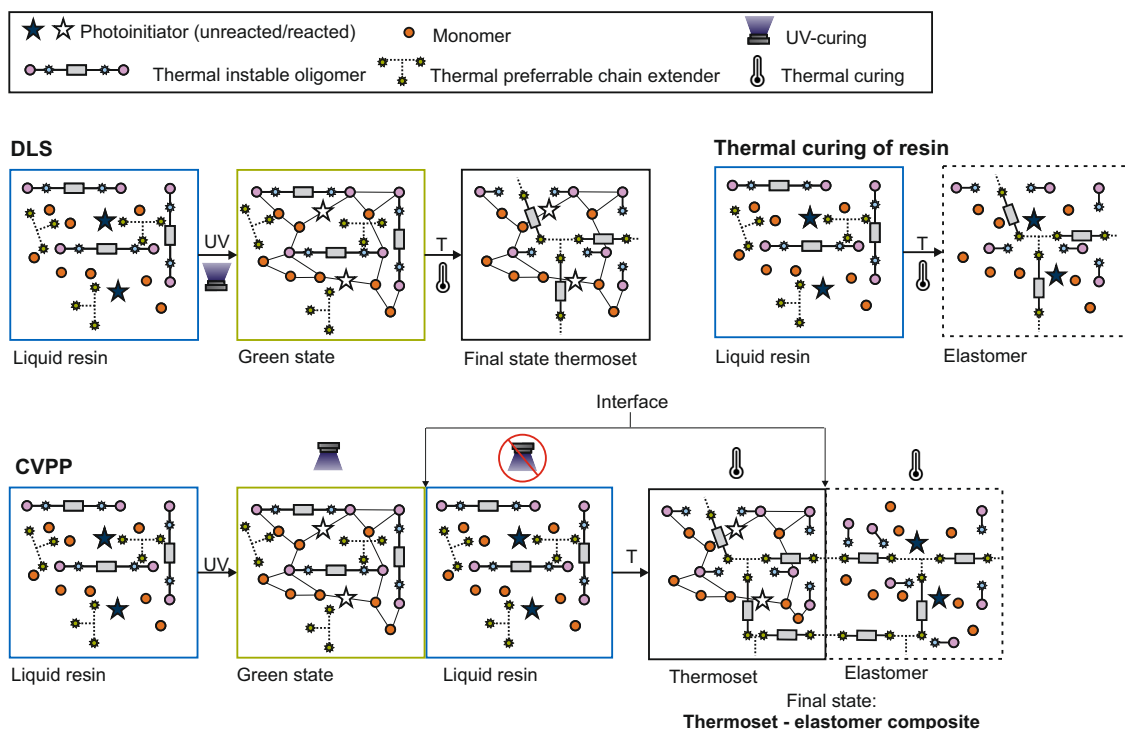 Photoinitiator (unreacted/reacted)
Monomer
UV-curing
Thermal instable oligomer
Thermal preferrable chain extender
Thermal curing
DLS
Thermal curing of resin
UV
T
T
Liquid resin
Green state
Final state thermoset
Liquid resin
Elastomer
Interface
CVPP
UV
T
Liquid resin
Green state
Liquid resin
Thermoset
Elastomer
Final state:
Thermoset - elastomer composite